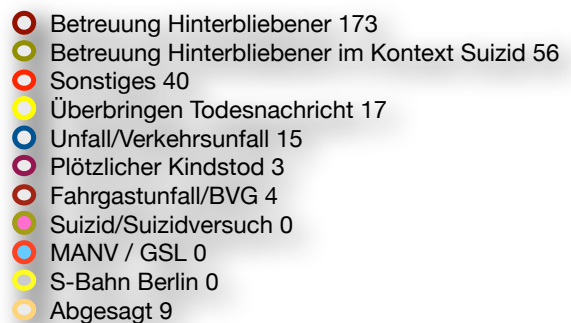 Betreuung Hinterbliebener 173
Betreuung Hinterbliebener im Kontext Suizid 56
Sonstiges 40
Überbringen Todesnachricht 17
Unfall/Verkehrsunfall 15
Plötzlicher Kindstod 3
Fahrgastunfall/BVG 4
Suizid/Suizidversuch 0
MANV / GSL 0
S-Bahn Berlin 0
Abgesagt 9